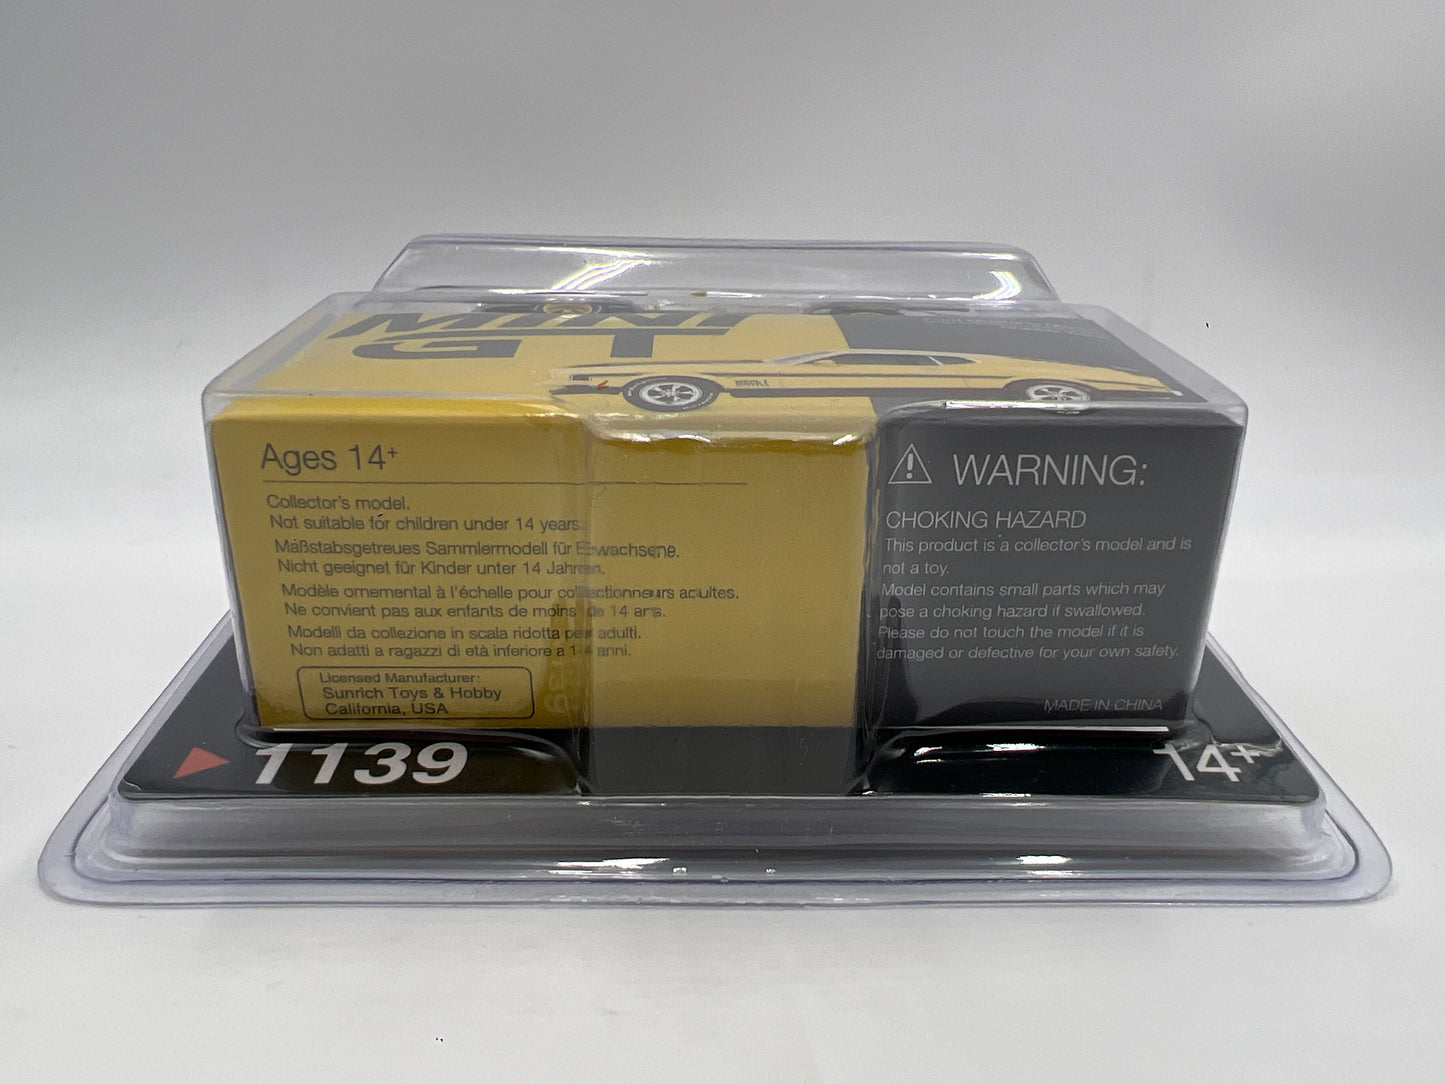 MINI
GT
Ages 14+
Collector's model.
Not suitable for children under 14 years.
Maßstabsgetreues Sammlermodell für Erwachsene.
Nicht geeignet für Kinder unter 14 Jahren.
Modèle ornemental à l'échelle pour collectionneurs adultes.
Ne convient pas aux enfants de moins de 14 ans.
Modelli da collezione in scala ridotta per adulti.
Non adatti a ragazzi di età inferiore a 14 anni.
Licensed Manufacturer:
Sunrich Toys & Hobby
California, USA
WARNING:
CHOKING HAZARD
This product is a collector's model and is
not a toy.
Model contains small parts which may
pose a choking hazard if swallowed.
Please do not touch the model if it is
damaged or defective for your own safety.
MADE IN CHINA
1139
14+